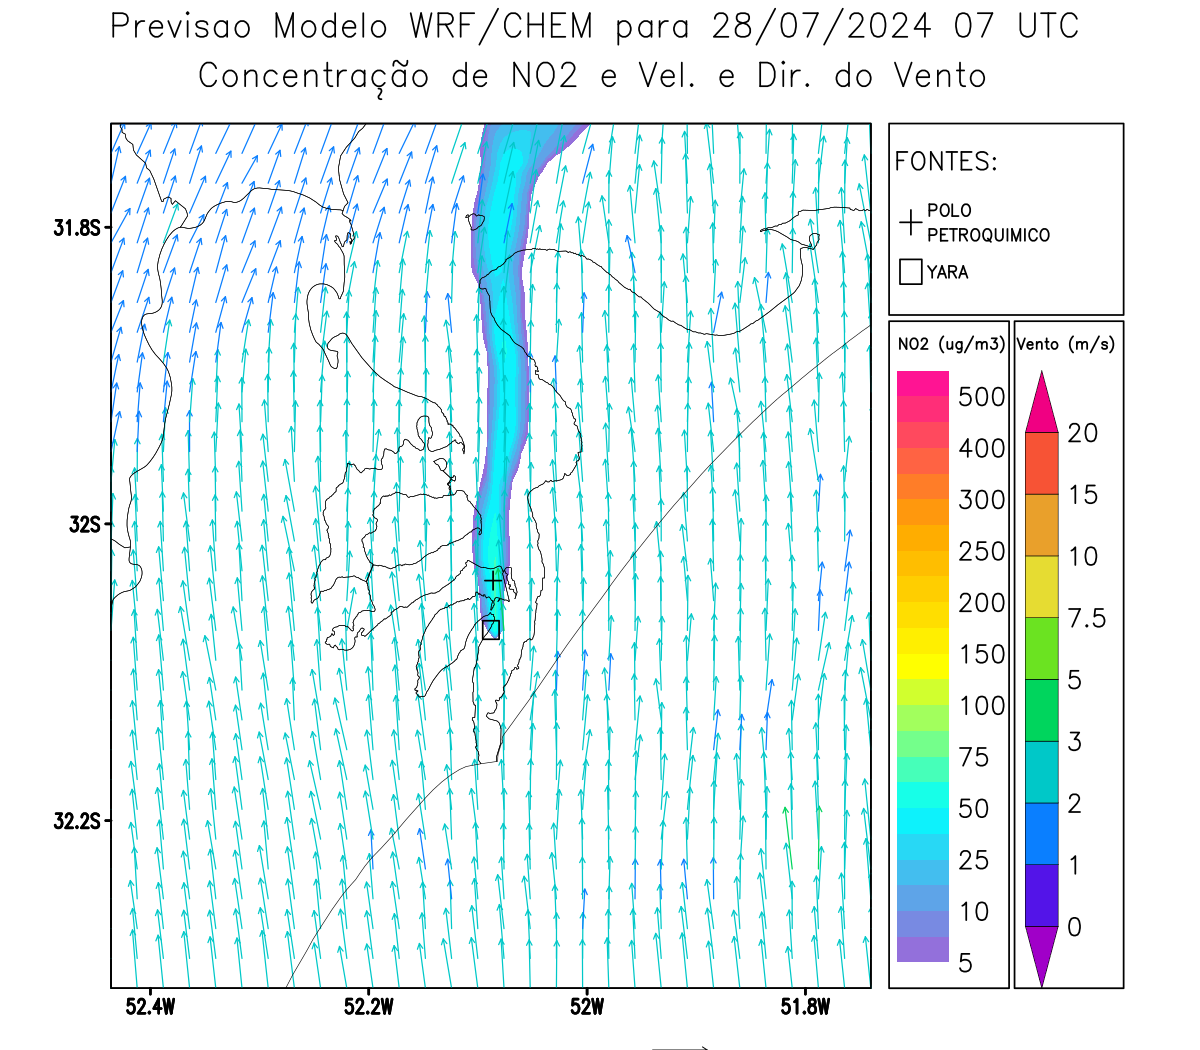 Previsao Modelo WRF/CHEM para 28/07/2024 07 UTC
Concentração de NO2 e Vel. e Dir. do Vento
FONTES:
POLO
PETROQUIMICO
YARA
NO2 (ug/m3)
500
400
300
250
200
150
100
75
50
25
10
5
Vento (m/s)
20
15
10
7.5
5
3
2
1
0
31.8S
32S
32.2S
52.4W
52.2W
52W
51.8W